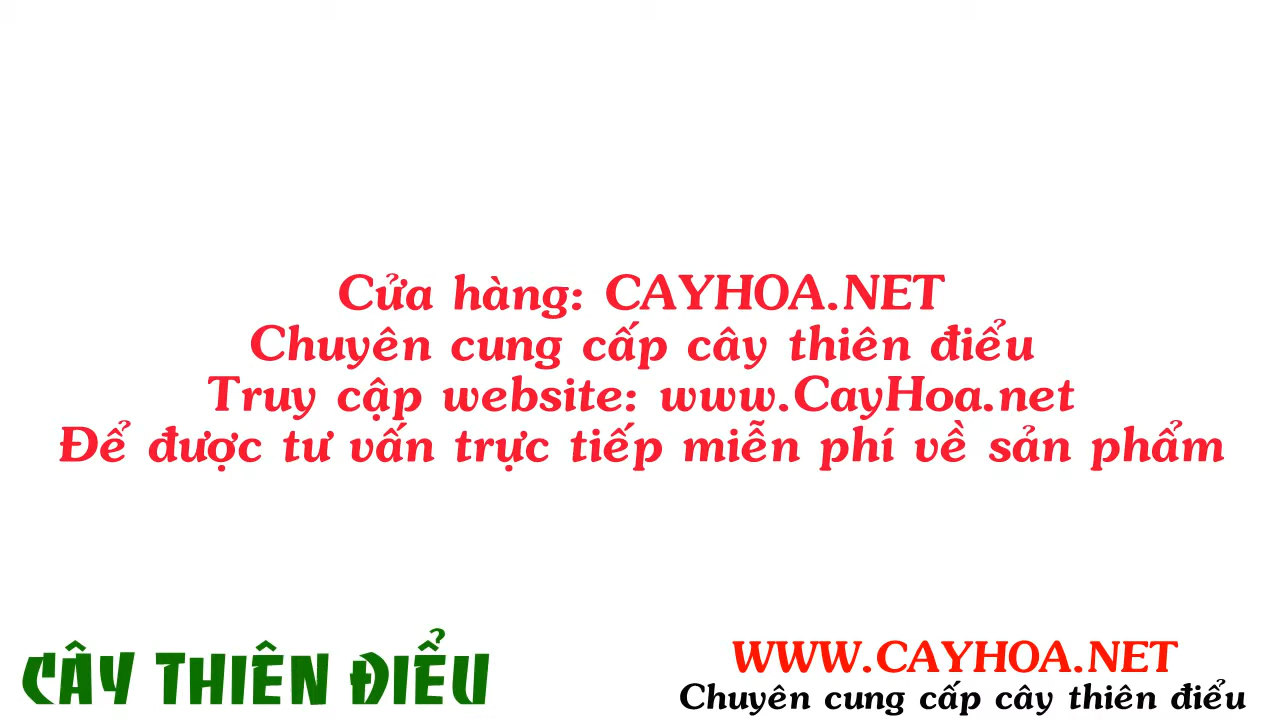 Cửa hàng: CAYHOA.NET
Chuyên cung cấp cây thiên điểu
Truy cập website: www.CayHoa.net
Để được tư vấn trực tiếp miễn phí về sản phẩm
CÂY THIÊN ĐIỂU
WWW.CAYHOA.NET
Chuyên cung cấp cây thiên điểu